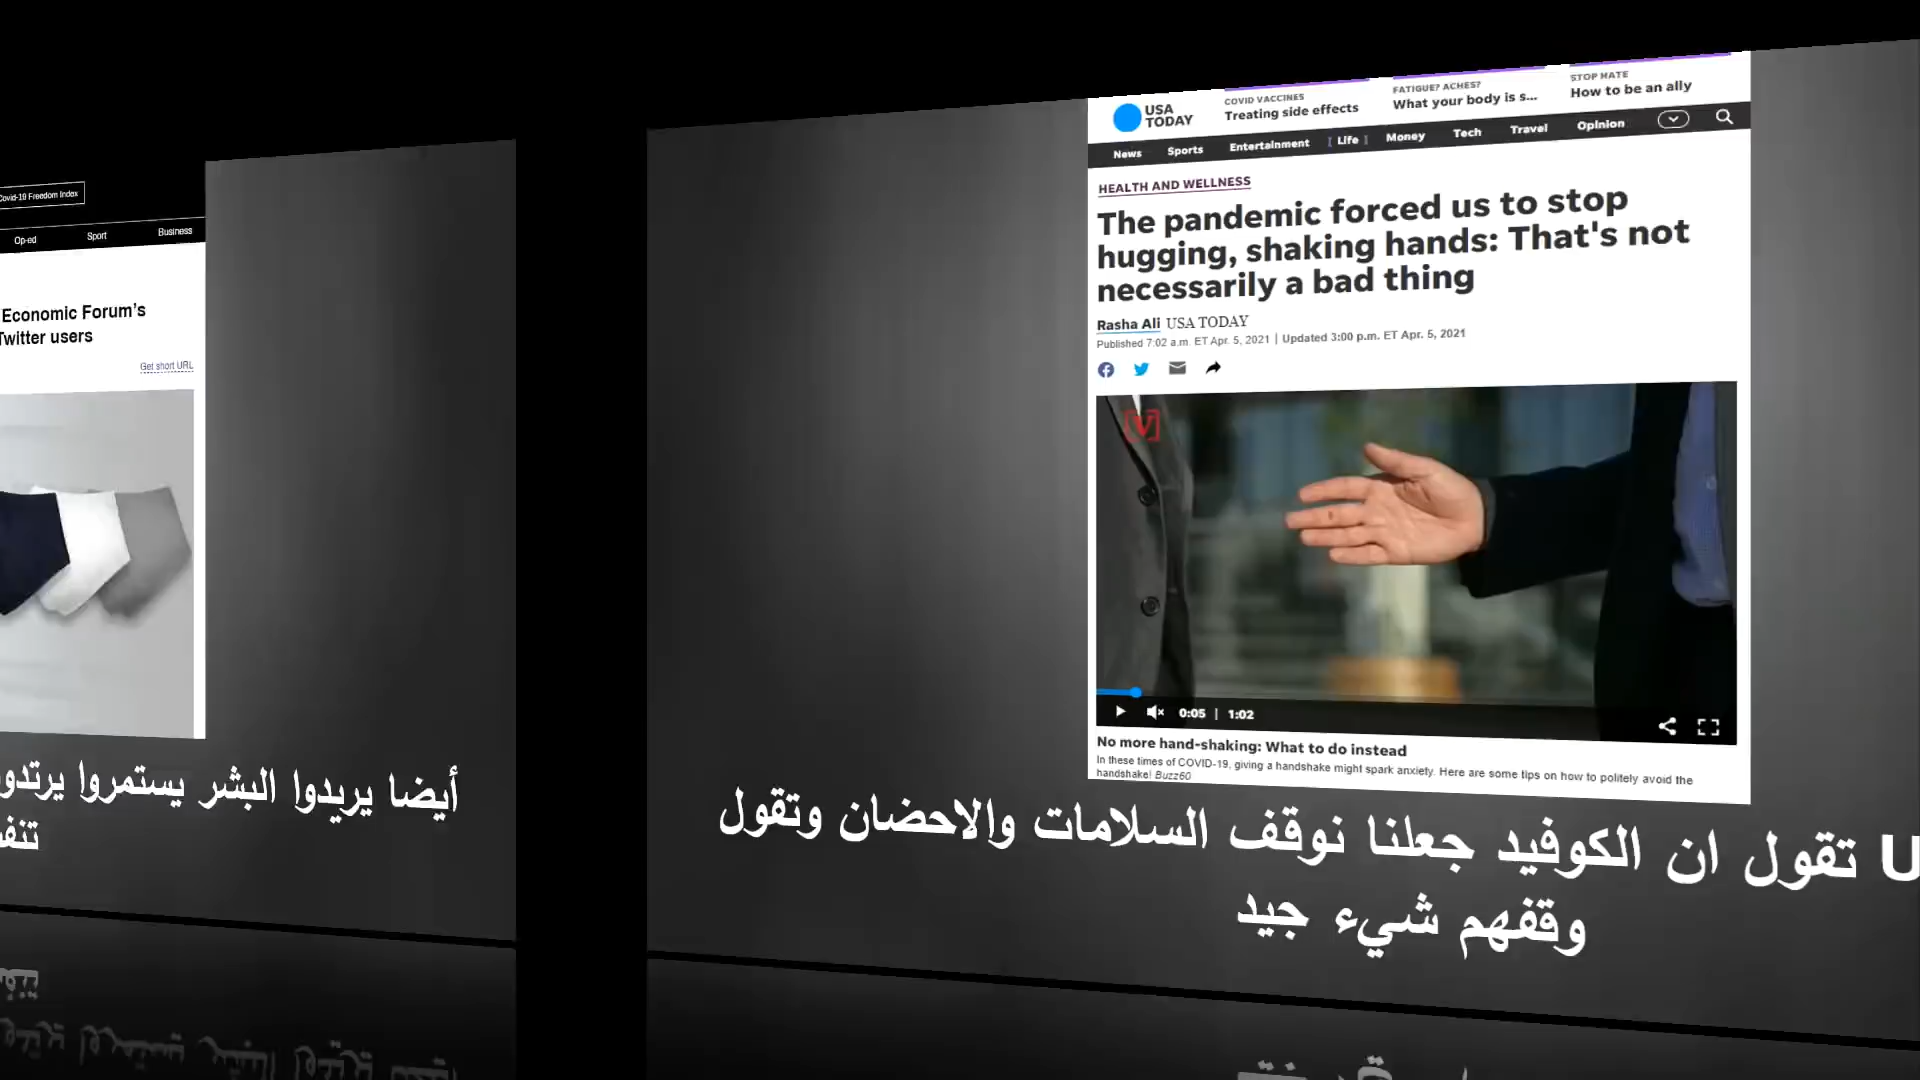 Covid-19 Freedom Index
Op-ed Sport Business
Economic Forum's
Twitter users
Get short URL
أيضا يريدوا البشر يستمروا
USA TODAY
COVID VACCINES
Treating side effects
FATIGUE? ACHES?
What your body is s...
STOP HATE
How to be an ally
News Sports Entertainment Life Money Tech Travel Opinion
HEALTH AND WELLNESS
The pandemic forced us to stop
hugging, shaking hands: That's not
necessarily a bad thing
Rasha Ali USA TODAY
Published 7:02 a.m. ET Apr. 5, 2021 | Updated 3:00 p.m. ET Apr. 5, 2021
V
0:05 | 1:02
No more hand-shaking: What to do instead
In these times of COVID-19, giving a handshake might spark anxiety. Here are some tips on how to politely avoid the
handshake! Buzz60
U تقول ان الكوفيد جعلنا نوقف السلامات والاحضان وتقول
وقفهم شيء جيد